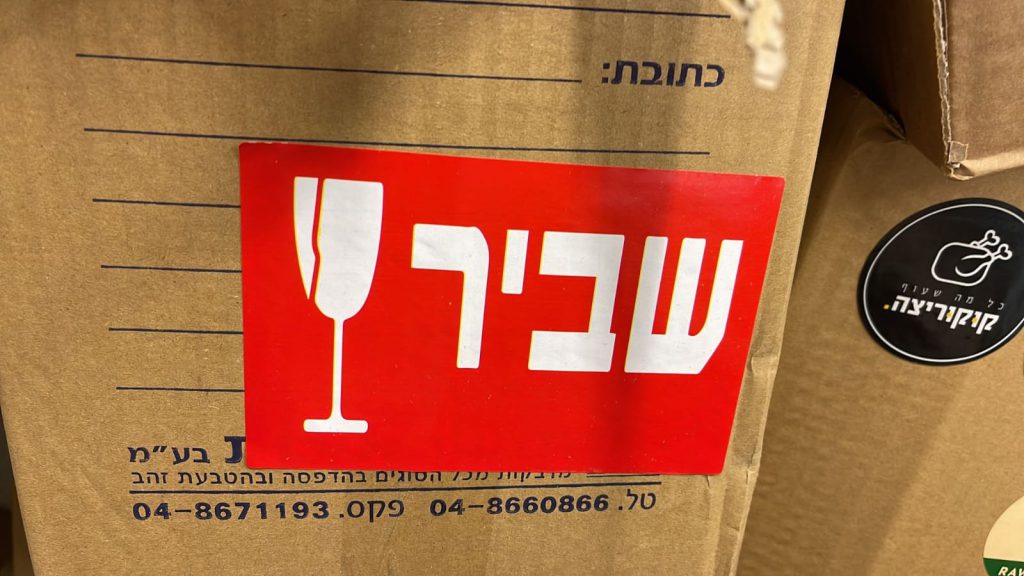 כתובת:
שביר
ת בע״מ
מדבקות מכל הסוגים בהדפסה ובהטבעת זהב
טל. 04-8660866 פקס. 04-8671193
כל מה שעוף
קוקוריצה.
RAW